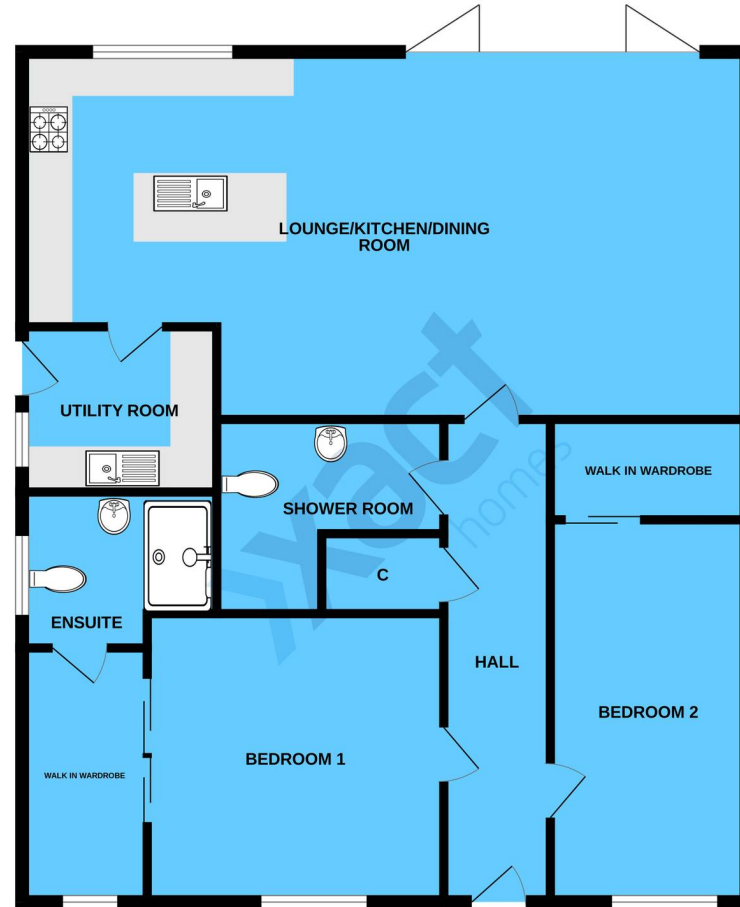 LOUNGE/KITCHEN/DINING
ROOM
UTILITY ROOM
WALK IN WARDROBE
SHOWER ROOM
C
ENSUITE
HALL
BEDROOM 2
BEDROOM 1
WALK IN WARDROBE
xact
homes